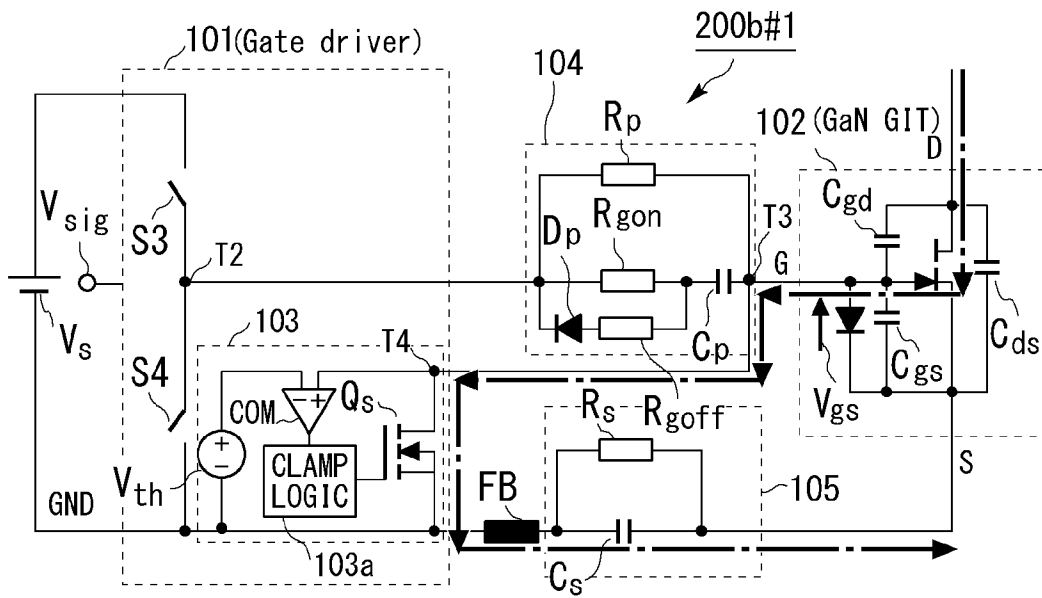 200b#1
101(Gate driver)
104
102(GaN GIT)
D
Rp
Cgd
Vsig
S3
T2
Dp
Rgon
T3
G
Vs
Cp
Cds
103
S4
T4
Vgs
Cgs
COM
Qs
Rs
Rgoff
Vth
CLAMP
LOGIC
S
GND
FB
105
103a
Cs